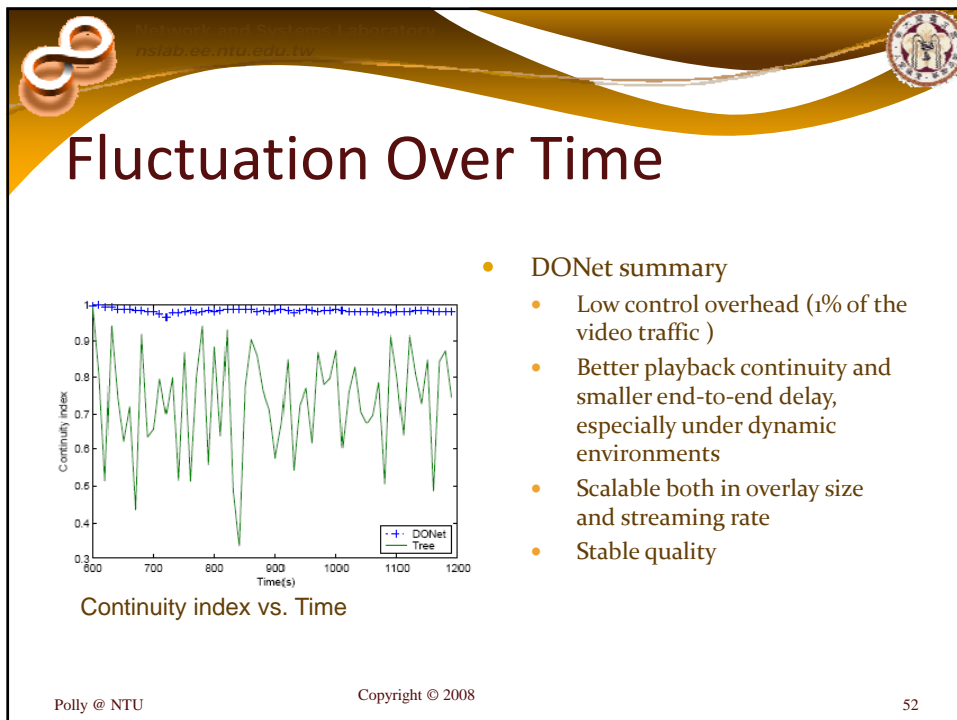 Network and Systems Laboratory
nslab.ee.ntu.edu.tw
Fluctuation Over Time
DONet summary
Low control overhead (1% of the
video traffic )
Better playback continuity and
smaller end-to-end delay,
especially under dynamic
environments
Scalable both in overlay size
and streaming rate
Stable quality
1
0.9
0.8
0.7
0.6
0.5
0.4
0.3
Continuity index
600
700
800
900
1000
1100
1200
Time(s)
DONet
Tree
Continuity index vs. Time
Polly @ NTU
Copyright © 2008
52